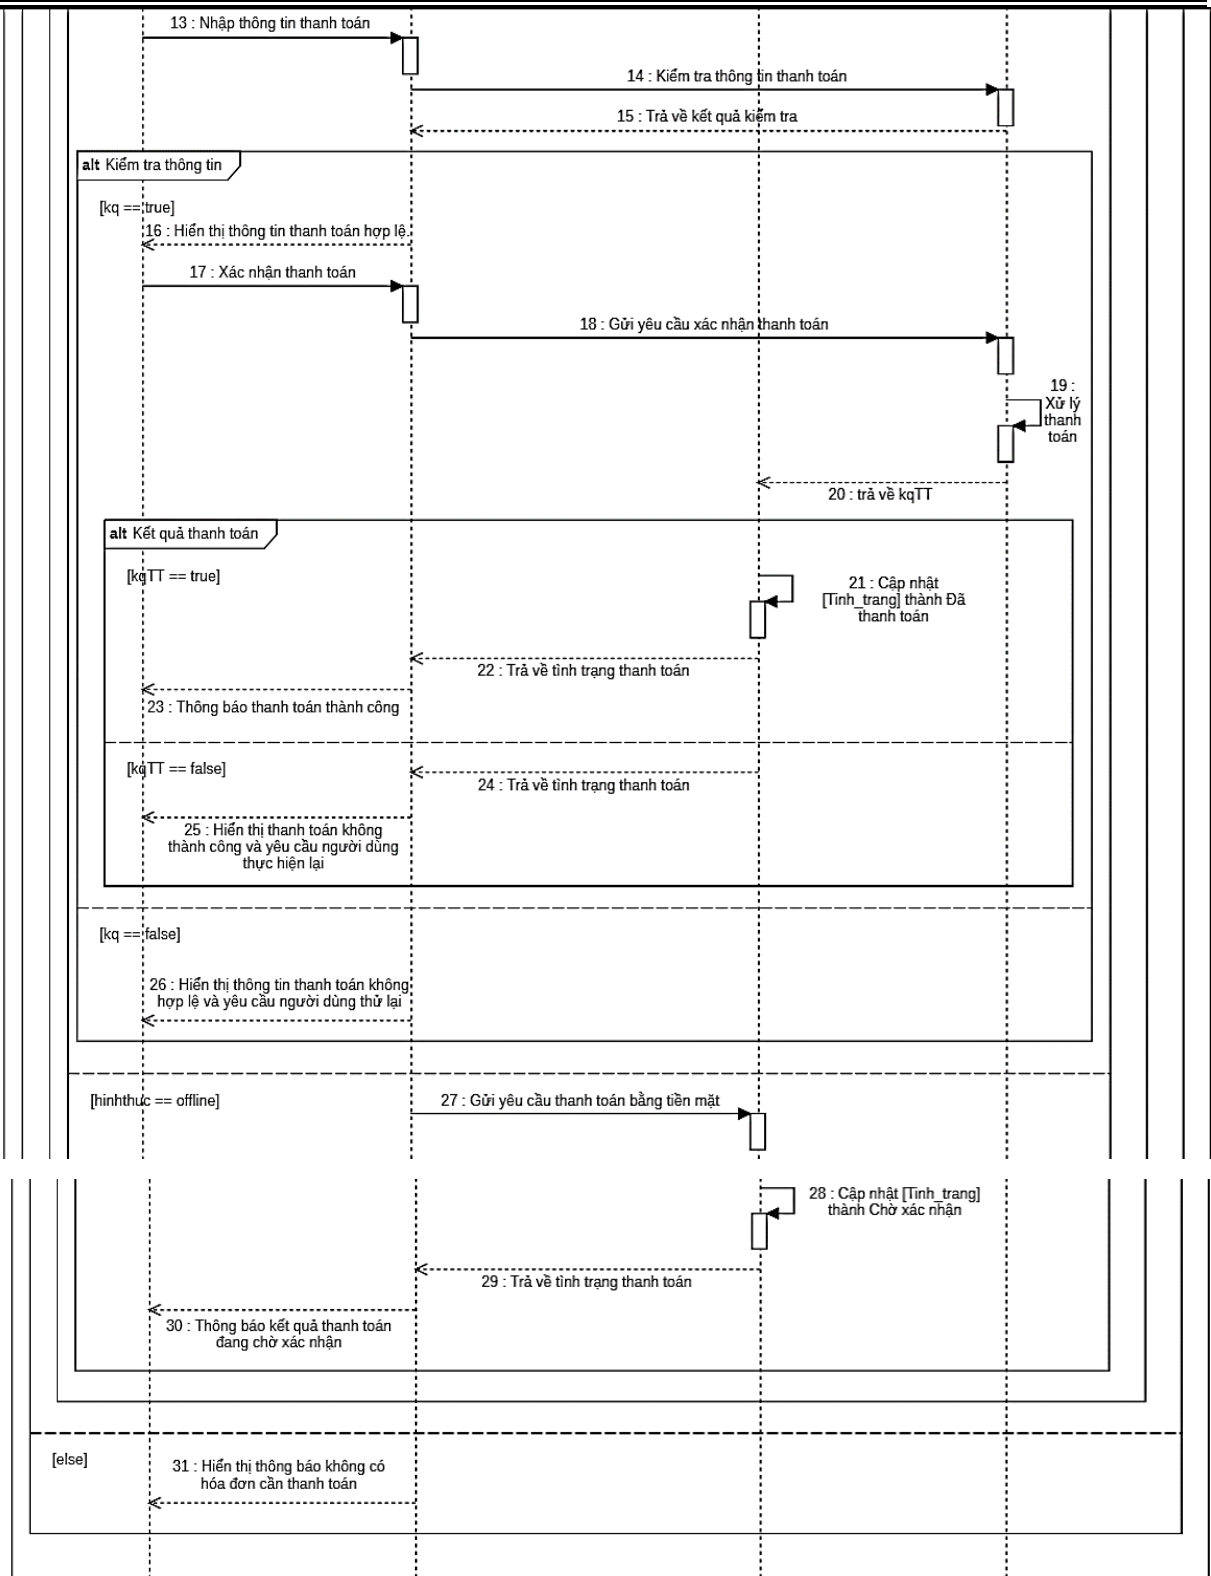 13 : Nhập thông tin thanh toán
14 : Kiểm tra thông tin thanh toán
15 : Trả về kết quả kiểm tra
alt Kiểm tra thông tin
[kq == true]
16 : Hiển thị thông tin thanh toán hợp lệ.
17 : Xác nhận thanh toán
18 : Gửi yêu cầu xác nhận thanh toán
19 :
Xử lý
thanh
toán
20 : trả về kqTT
alt Kết quả thanh toán
[kqTT == true]
21 : Cập nhật
[Tinh_trang] thành Đã
thanh toán
22 : Trả về tình trạng thanh toán
23 : Thông báo thanh toán thành công
[kqTT == false]
24 : Trả về tình trạng thanh toán
25 : Hiển thị thanh toán không
thành công và yêu cầu người dùng
thực hiện lại
[kq == false]
26 : Hiển thị thông tin thanh toán không
hợp lệ và yêu cầu người dùng thử lại
[hinhthuc == offline]
27 : Gửi yêu cầu thanh toán bằng tiền mặt
28 : Cập nhật [Tinh_trang]
thành Chờ xác nhận
29 : Trả về tình trạng thanh toán
30 : Thông báo kết quả thanh toán
đang chờ xác nhận
[else]
31 : Hiển thị thông báo không có
hóa đơn cần thanh toán